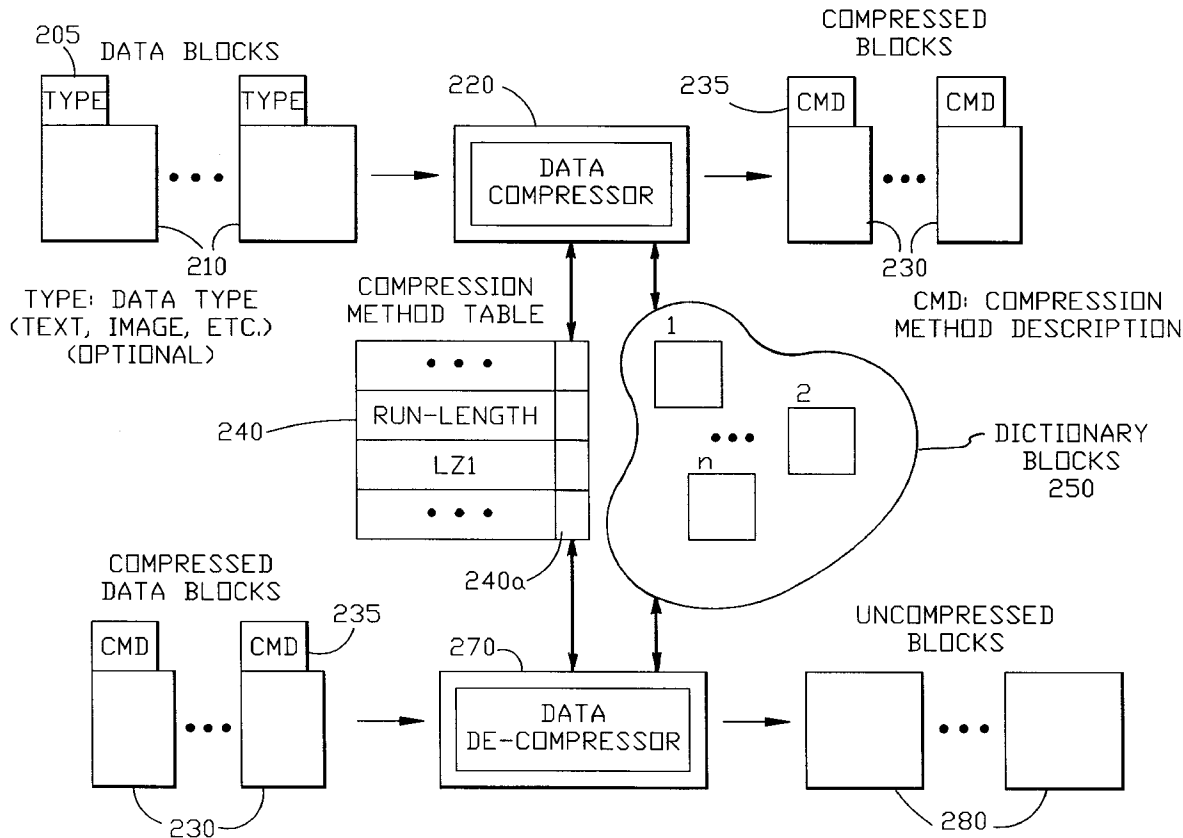 205
DATA BLOCKS
TYPE
TYPE
210
TYPE: DATA TYPE
(TEXT, IMAGE, ETC.)
(OPTIONAL)
220
DATA
COMPRESSOR
COMPRESSED
BLOCKS
235
CMD
CMD
230
CMD: COMPRESSION
METHOD DESCRIPTION
COMPRESSION
METHOD TABLE
240
RUN-LENGTH
LZ1
240a
1
2
n
DICTIONARY
BLOCKS
250
COMPRESSED
DATA BLOCKS
CMD
CMD
235
230
270
DATA
DE-COMPRESSOR
UNCOMPRESSED
BLOCKS
280